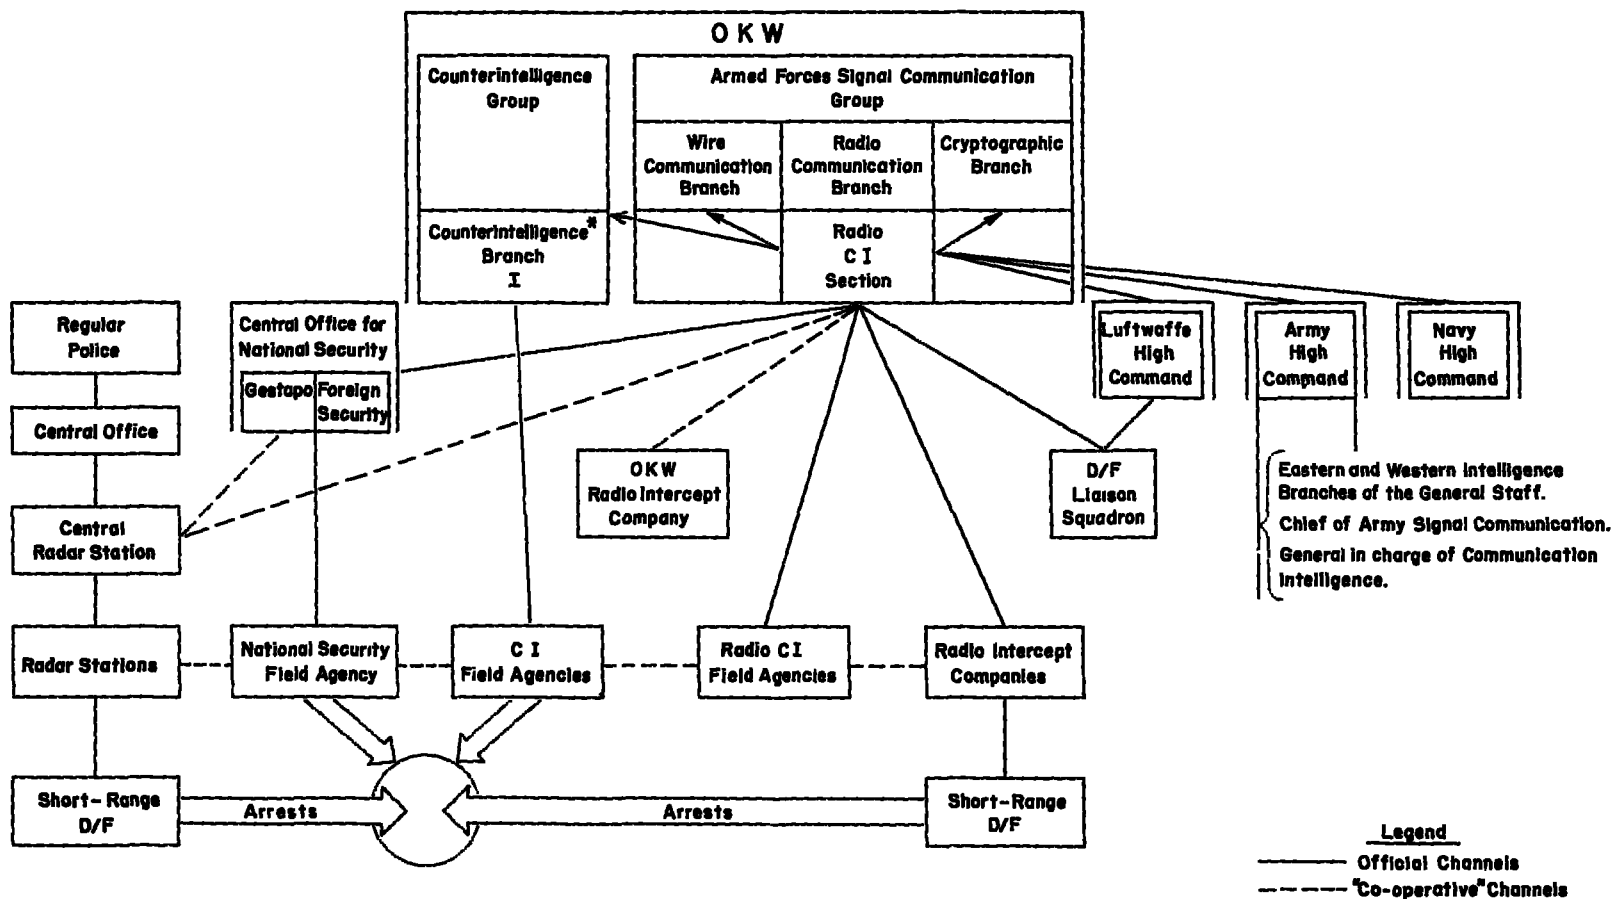 OKW
Counterintelligence
Group
Armed Forces Signal Communication
Group
Wire
Communication
Branch
Radio
Communication
Branch
Cryptographic
Branch
Counterintelligence*
Branch
I
Radio
C I
Section
Regular
Police
Central Office for
National Security
Gestapo
Foreign
Security
Luftwaffe
High
Command
Army
High
Command
Navy
High
Command
Central Office
OKW
Radio Intercept
Company
D/F
Liaison
Squadron
Eastern and Western Intelligence
Branches of the General Staff.
Chief of Army Signal Communication.
General in charge of Communication
Intelligence.
Central
Radar Station
Radar Stations
National Security
Field Agency
C I
Field Agencies
Radio CI
Field Agencies
Radio Intercept
Companies
Short-Range
D/F
Arrests
Arrests
Short-Range
D/F
Legend
Official Channels
"Co-operative" Channels